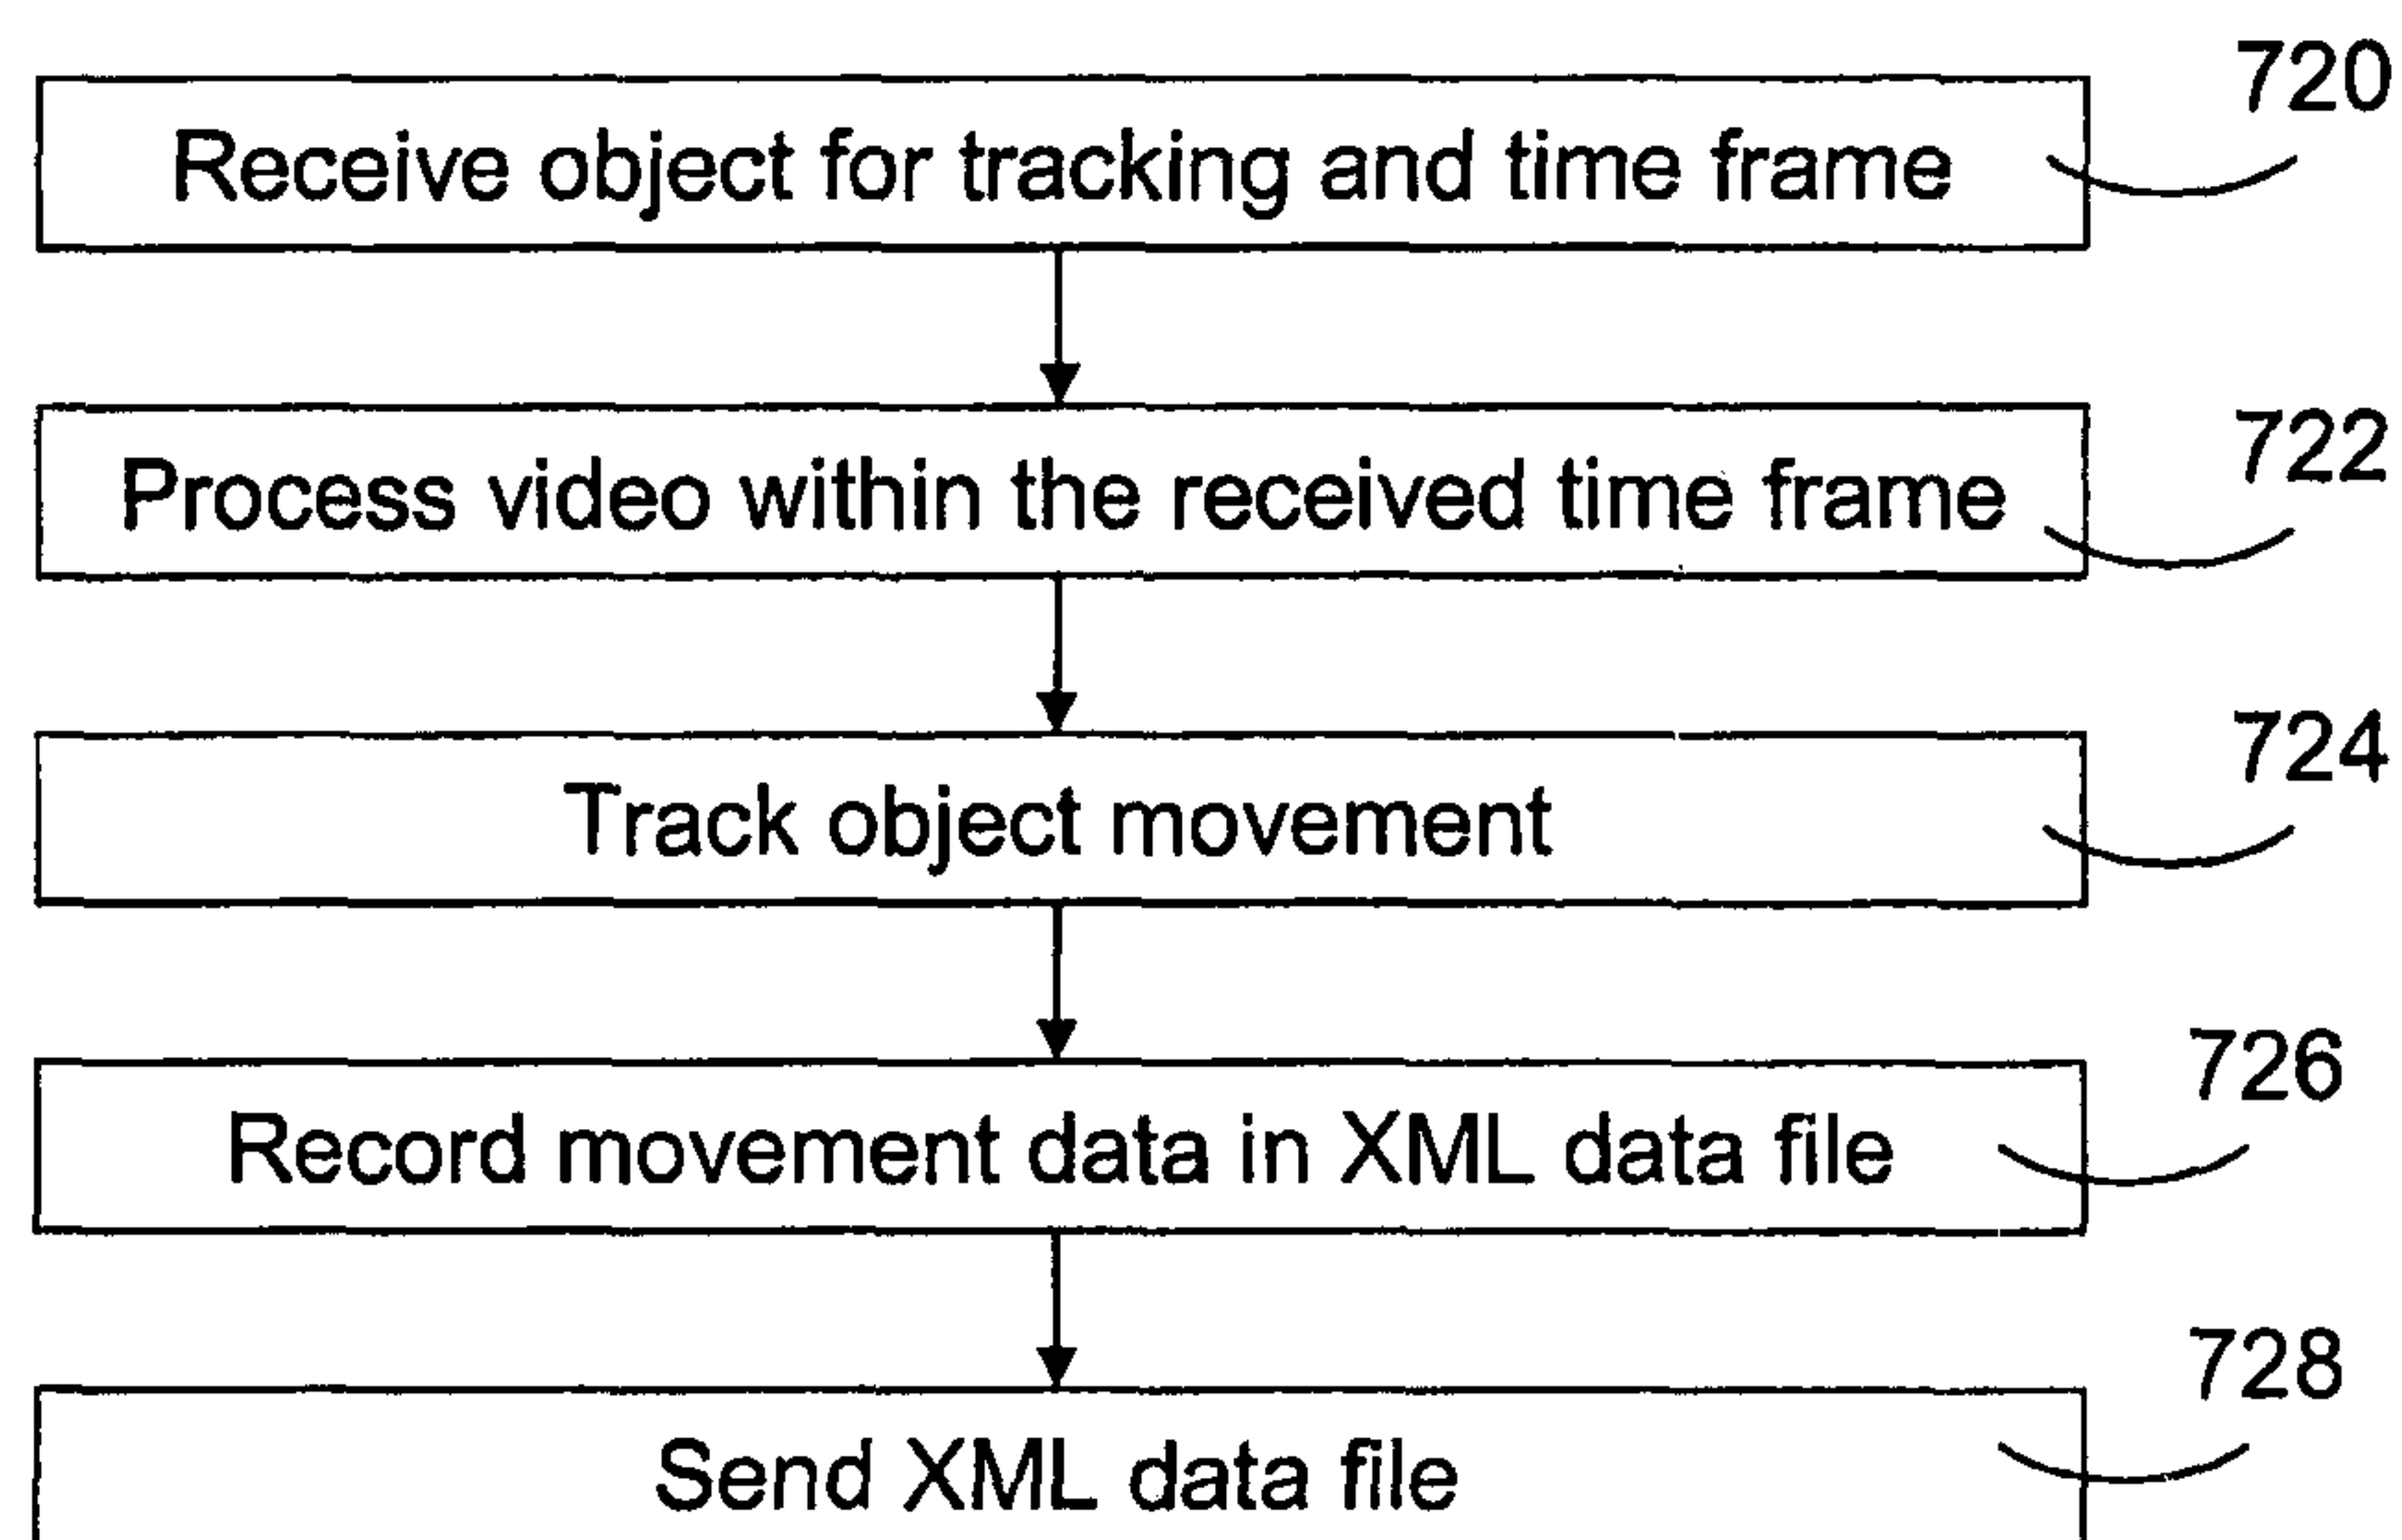 720
Receive object for tracking and time frame
722
Process video within the received time frame
724
Track object movement
726
Record movement data in XML data file
728
Send XML data file